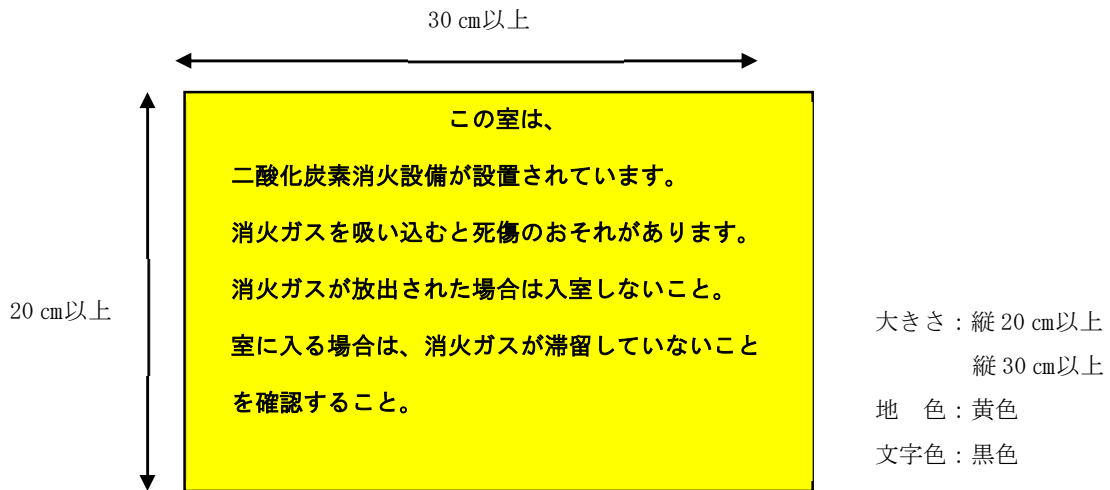 30 ㎝以上
この室は、
二酸化炭素消火設備が設置されています。
消火ガスを吸い込むと死傷のおそれがあります。
消火ガスが放出された場合は入室しないこと。
室に入る場合は、消火ガスが滞留していないこと
を確認すること。
20 ㎝以上
大きさ：縦 20 ㎝以上
縦 30 ㎝以上
地　色：黄色
文字色：黒色